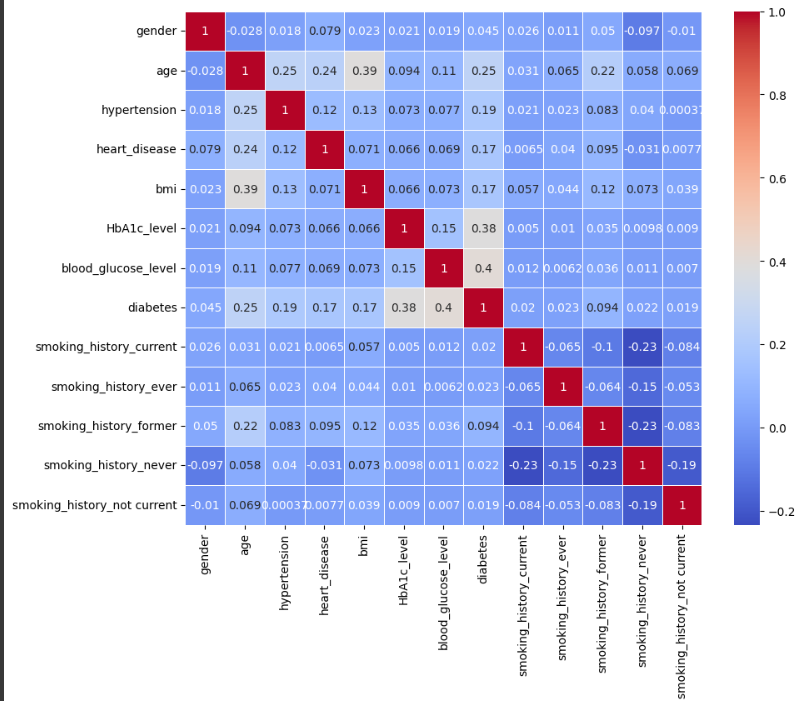 gender 1 -0.028 0.018 0.079 0.023 0.021 0.019 0.045 0.026 0.011 0.05 -0.097 -0.01
age -0.028 1 0.25 0.24 0.39 0.094 0.11 0.25 0.031 0.065 0.22 0.058 0.069
hypertension 0.018 0.25 1 0.12 0.13 0.073 0.077 0.19 0.021 0.023 0.083 0.04 0.00037
heart_disease 0.079 0.24 0.12 1 0.071 0.066 0.069 0.17 0.0065 0.04 0.095 -0.031 0.0077
bmi 0.023 0.39 0.13 0.071 1 0.066 0.073 0.17 0.057 0.044 0.12 0.073 0.039
HbA1c_level 0.021 0.094 0.073 0.066 0.066 1 0.15 0.38 0.005 0.01 0.035 0.0098 0.009
blood_glucose_level 0.019 0.11 0.077 0.069 0.073 0.15 1 0.4 0.012 0.0062 0.036 0.011 0.007
diabetes 0.045 0.25 0.19 0.17 0.17 0.38 0.4 1 0.02 0.023 0.094 0.022 0.019
smoking_history_current 0.026 0.031 0.021 0.0065 0.057 0.005 0.012 0.02 1 -0.065 -0.1 -0.23 -0.084
smoking_history_ever 0.011 0.065 0.023 0.04 0.044 0.01 0.0062 0.023 -0.065 1 -0.064 -0.15 -0.053
smoking_history_former 0.05 0.22 0.083 0.095 0.12 0.035 0.036 0.094 -0.1 -0.064 1 -0.23 -0.083
smoking_history_never -0.097 0.058 0.04 -0.031 0.073 0.0098 0.011 0.022 -0.23 -0.15 -0.23 1 -0.19
smoking_history_not current -0.01 0.069 0.00037 0.0077 0.039 0.009 0.007 0.019 -0.084 -0.053 -0.083 -0.19 1
gender
age
hypertension
heart_disease
bmi
HbA1c_level
blood_glucose_level
diabetes
smoking_history_current
smoking_history_ever
smoking_history_former
smoking_history_never
smoking_history_not current
1.0
0.8
0.6
0.4
0.2
0.0
−0.2